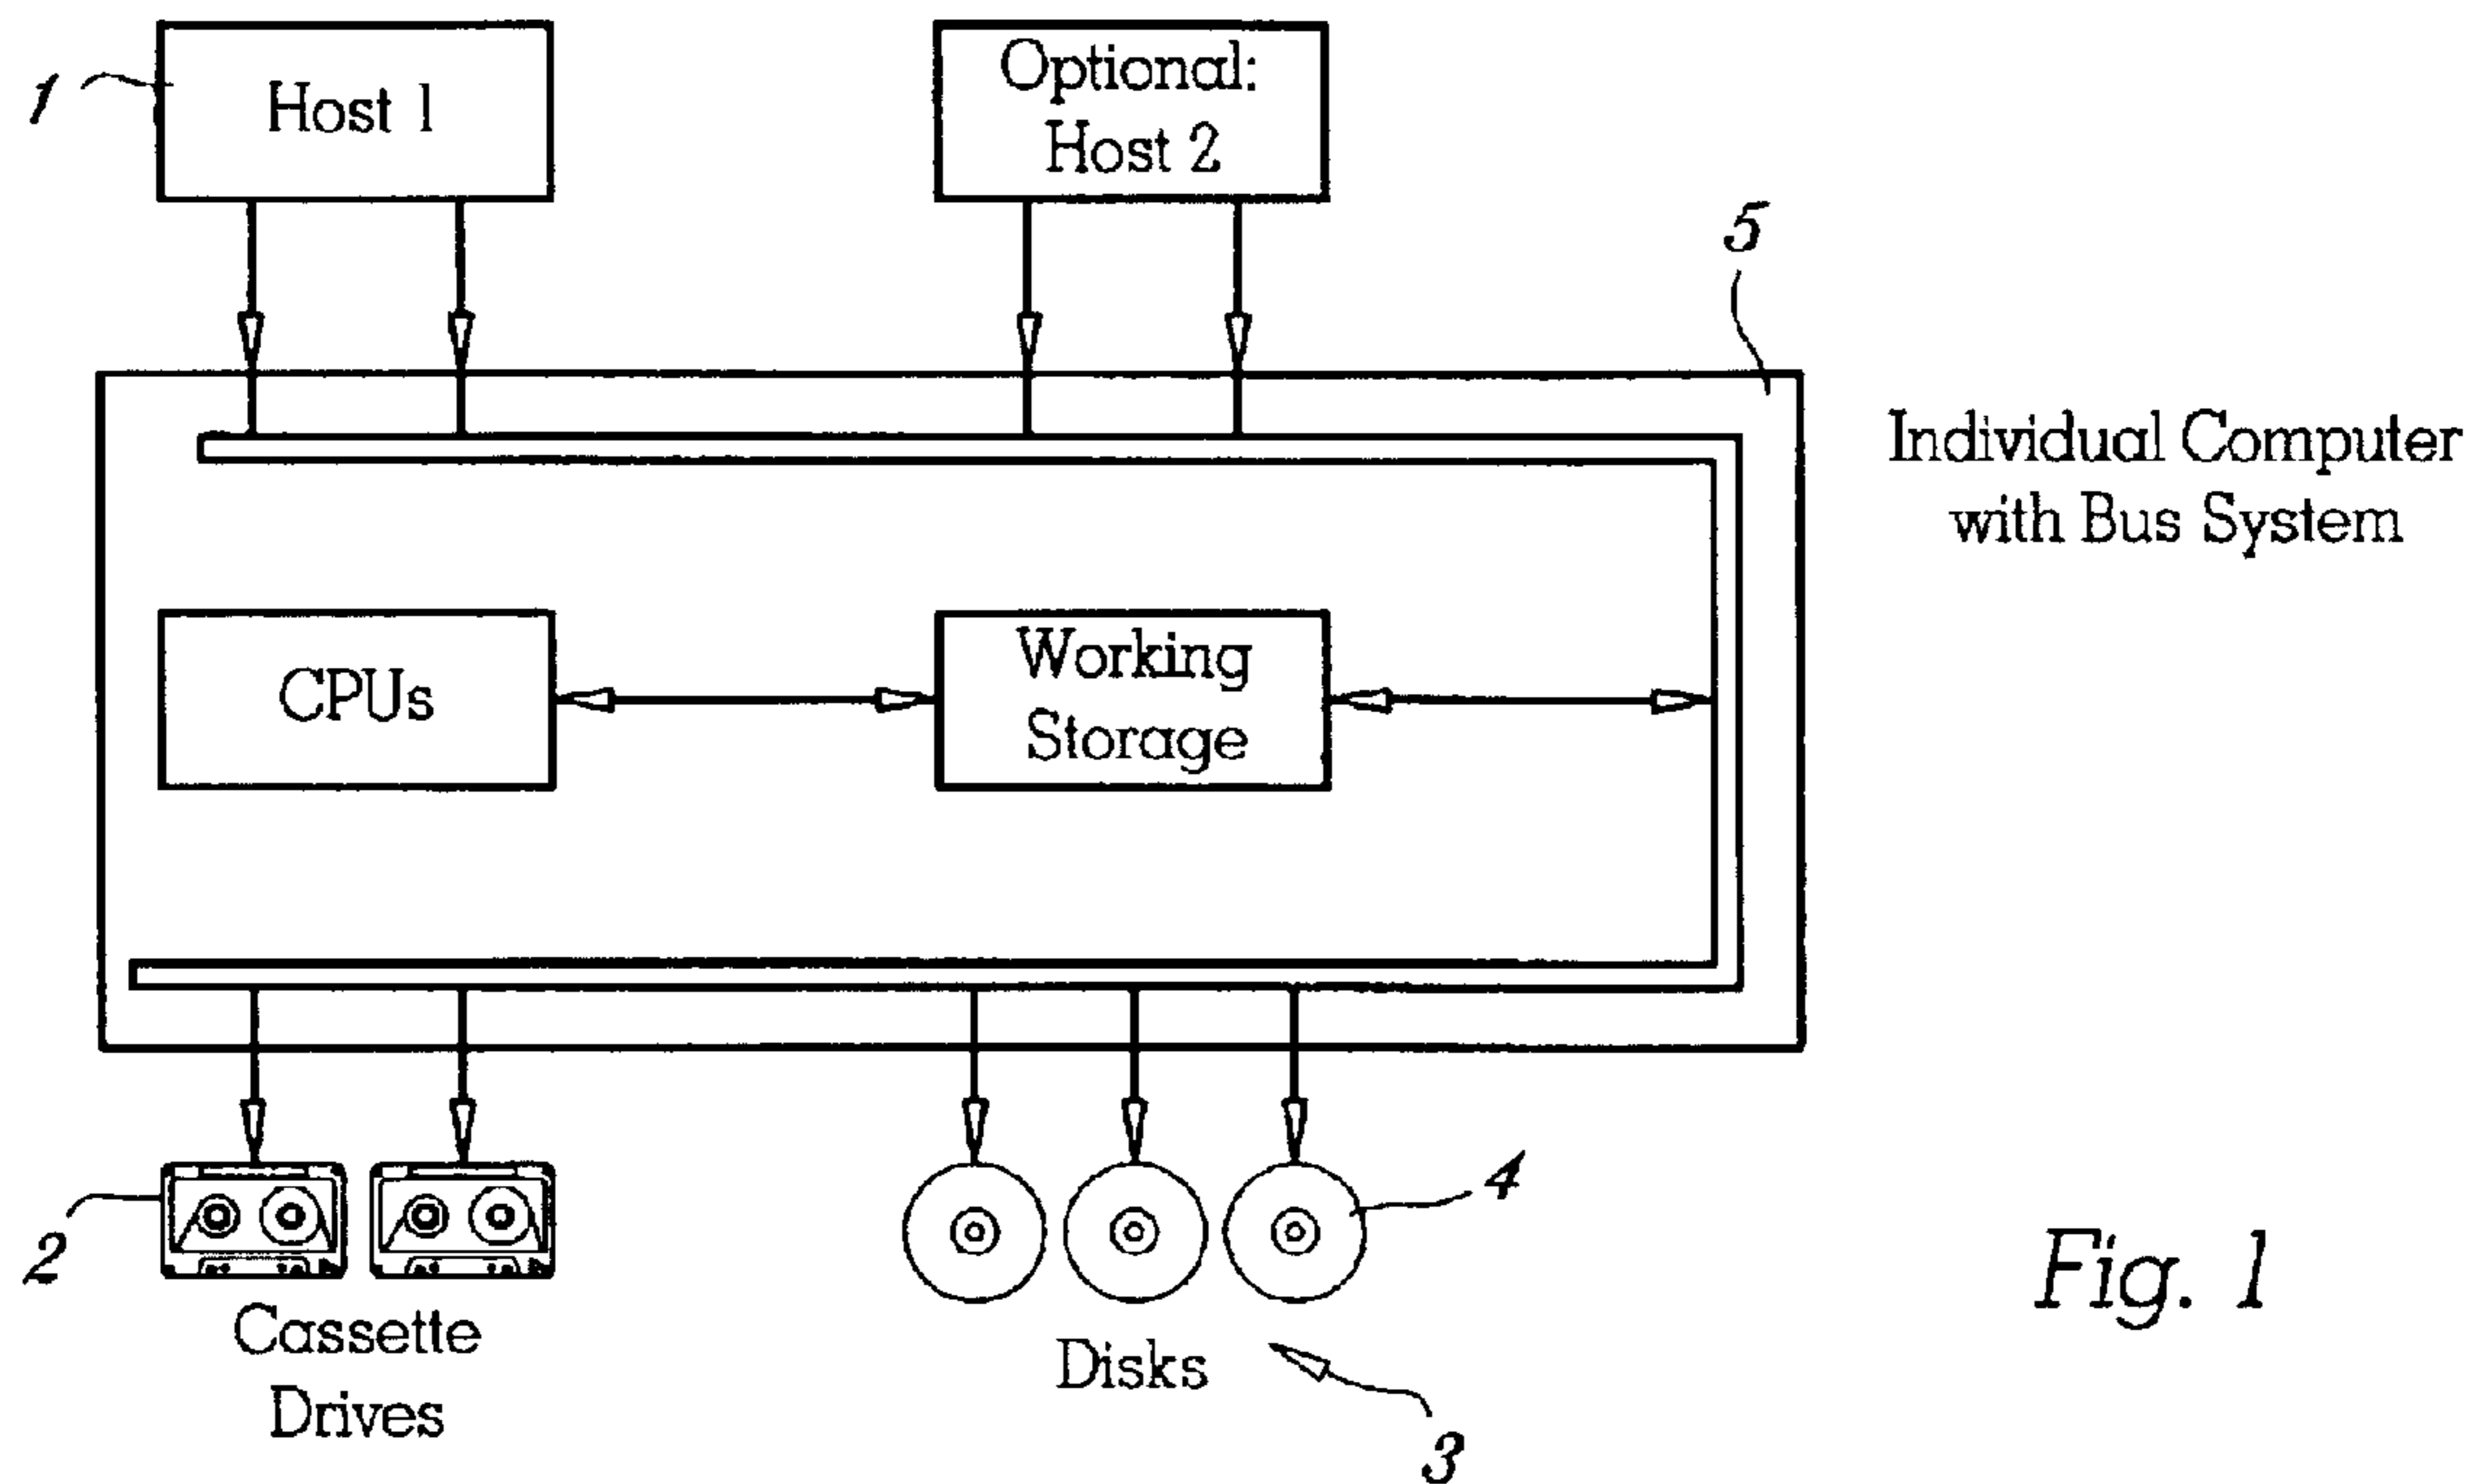 1
Host 1
Optional:
Host 2
5
Individual Computer
with Bus System
CPUs
Working
Storage
2
4
Cassette
Drives
Disks
3
Fig. 1